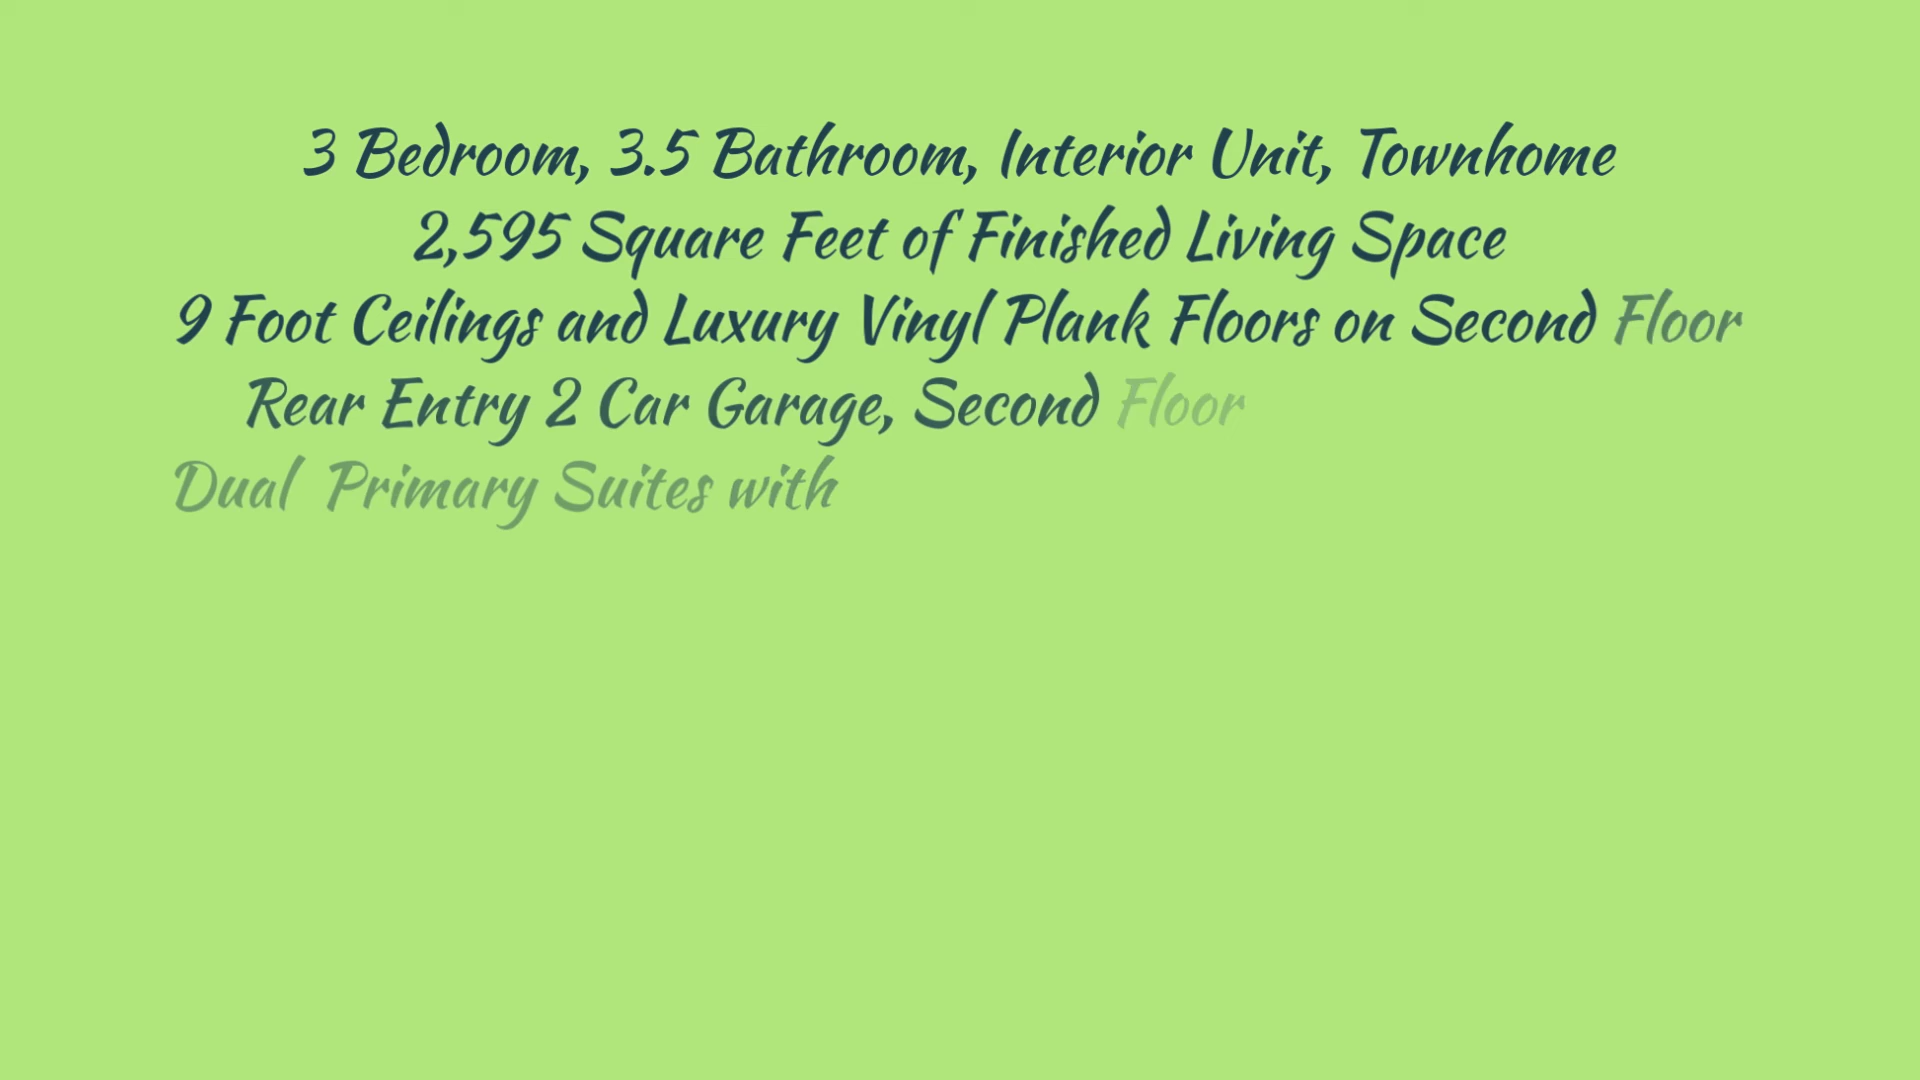 3 Bedroom, 3.5 Bathroom, Interior Unit, Townhome
2,595 Square Feet of Finished Living Space
9 Foot Ceilings and Luxury Vinyl Plank Floors on Second Floor
Rear Entry 2 Car Garage, Second Floor
Dual Primary Suites with